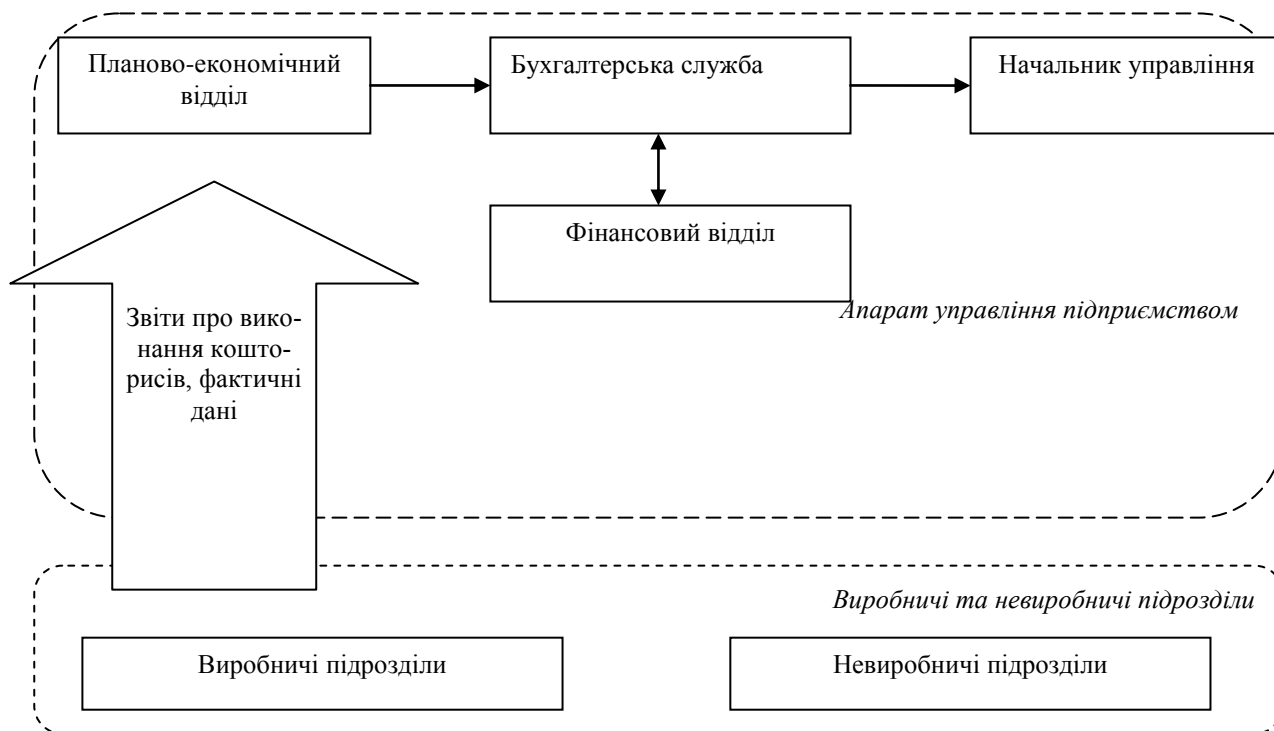 Планово-економічний
відділ
Бухгалтерська служба
Начальник управління
Фінансовий відділ
Апарат управління підприємством
Звіти про вико-
нання кошто-
рисів, фактичні
дані
Виробничі та невиробничі підрозділи
Виробничі підрозділи
Невиробничі підрозділи